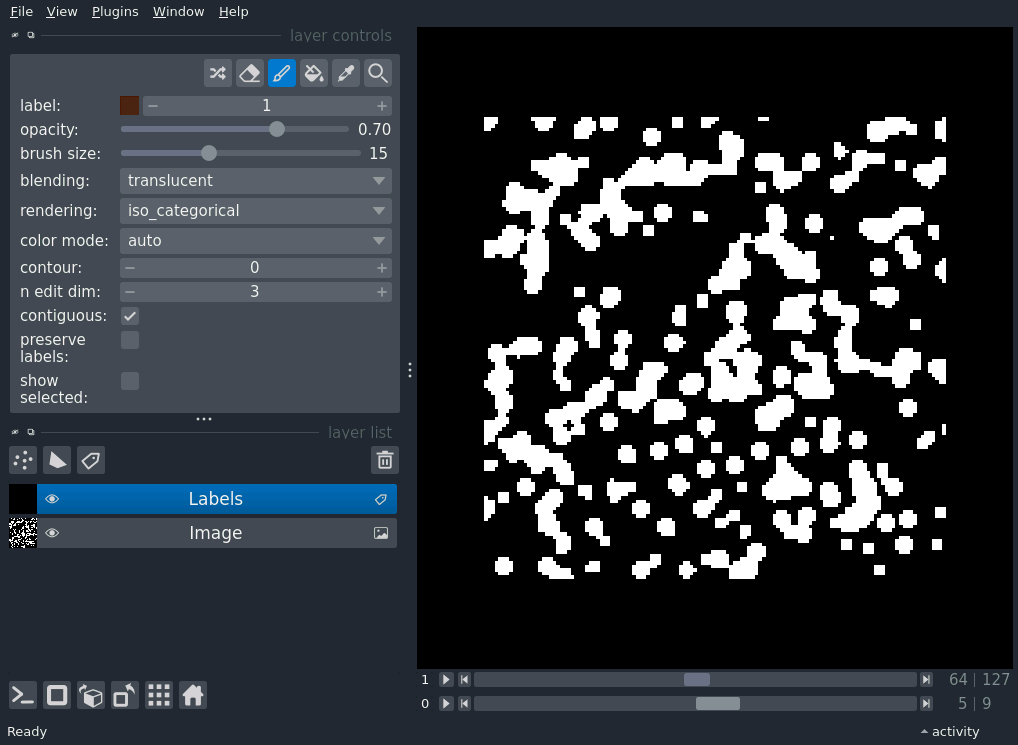 File View Plugins Window Help
layer controls
label: 1
opacity: 0.70
brush size: 15
blending: translucent
rendering: iso_categorical
color mode: auto
contour: 0
n edit dim: 3
contiguous:
preserve
labels:
show
selected:
layer list
Labels
Image
1 64 | 127
0 5 | 9
Ready activity